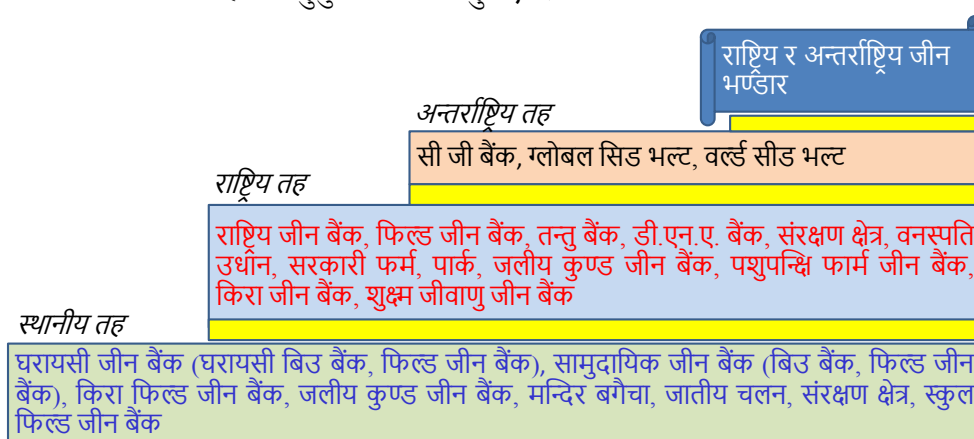 राष्ट्रिय र अन्तर्राष्ट्रिय जीन
भण्डार
अन्तर्राष्ट्रिय तह
सी जी बैंक, ग्लोबल सिड भल्ट, वर्ल्ड सीड भल्ट
राष्ट्रिय तह
राष्ट्रिय जीन बैंक, फिल्ड जीन बैंक, तन्तु बैंक, डी.एन.ए. बैंक, संरक्षण क्षेत्र, वनस्पति
उधान, सरकारी फर्म, पार्क, जलीय कुण्ड जीन बैंक, पशुपन्क्षि फार्म जीन बैंक,
किरा जीन बैंक, शुक्ष्म जीवाणु जीन बैंक
स्थानीय तह
घरायसी जीन बैंक (घरायसी बिउ बैंक, फिल्ड जीन बैंक), सामुदायिक जीन बैंक (बिउ बैंक, फिल्ड जीन
बैंक), किरा फिल्ड जीन बैंक, जलीय कुण्ड जीन बैंक, मन्दिर बगैचा, जातीय चलन, संरक्षण क्षेत्र, स्कुल
फिल्ड जीन बैंक